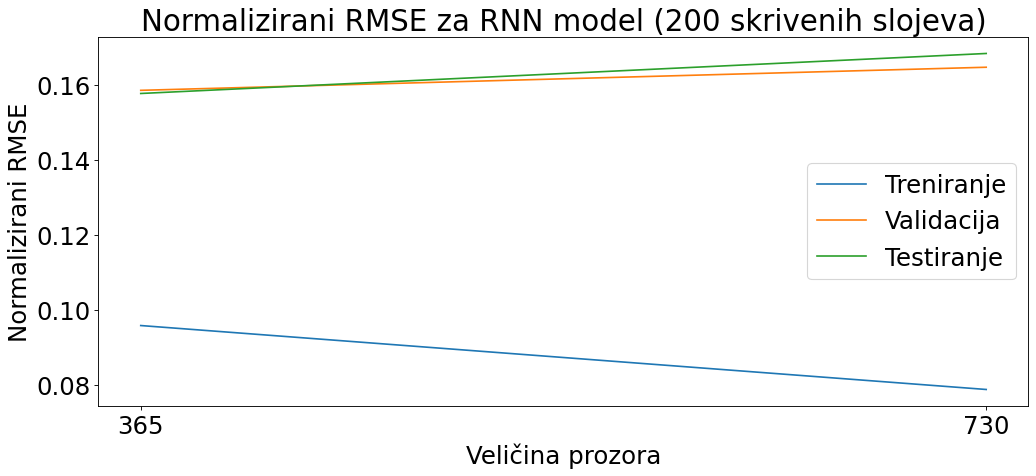 Normalizirani RMSE za RNN model (200 skrivenih slojeva)
Normalizirani RMSE
0.16
0.14
0.12
0.10
0.08
Treniranje
Validacija
Testiranje
365
730
Veličina prozora